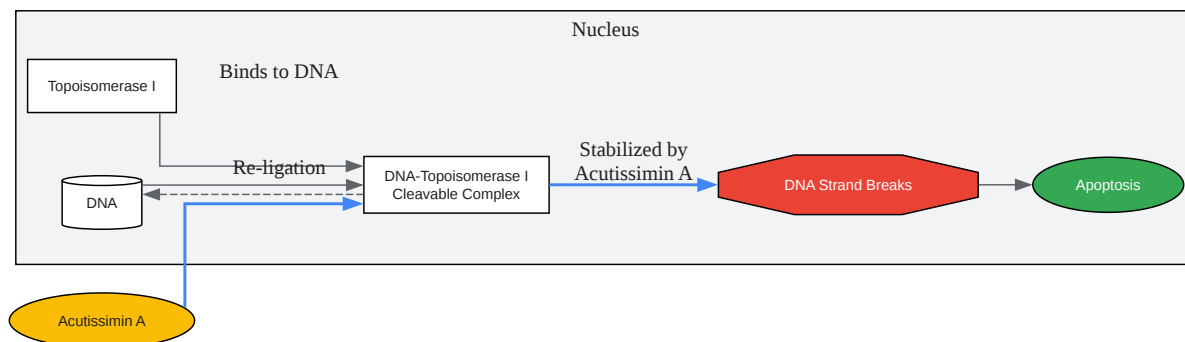 Nucleus
Topoisomerase I
Binds to DNA
Re-ligation
DNA
DNA-Topoisomerase I
Cleavable Complex
Stabilized by
Acutissimin A
DNA Strand Breaks
Apoptosis
Acutissimin A